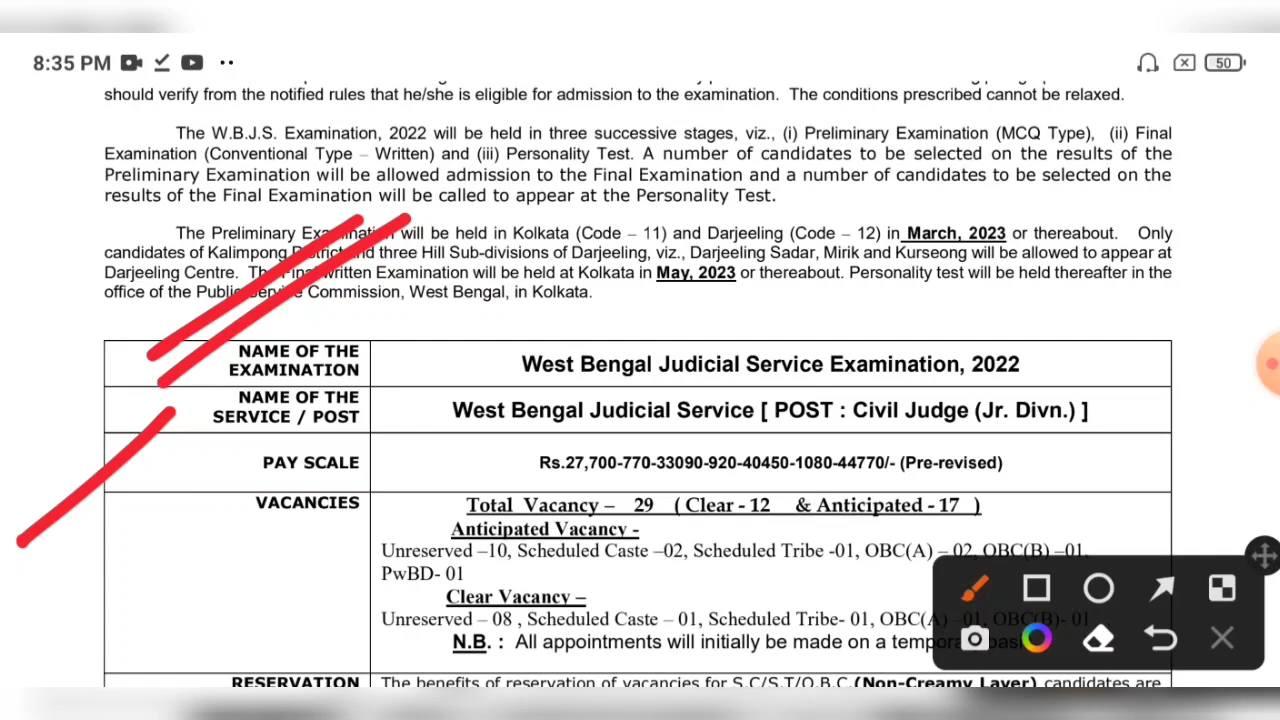 8:35 PM
50
should verify from the notified rules that he/she is eligible for admission to the examination. The conditions prescribed cannot be relaxed.
The W.B.J.S. Examination, 2022 will be held in three successive stages, viz., (i) Preliminary Examination (MCQ Type), (ii) Final
Examination (Conventional Type – Written) and (iii) Personality Test. A number of candidates to be selected on the results of the
Preliminary Examination will be allowed admission to the Final Examination and a number of candidates to be selected on the
results of the Final Examination will be called to appear at the Personality Test.
The Preliminary Examination will be held in Kolkata (Code – 11) and Darjeeling (Code – 12) in March, 2023 or thereabout. Only
candidates of Kalimpong District and three Hill Sub-divisions of Darjeeling, viz., Darjeeling Sadar, Mirik and Kurseong will be allowed to appear at
Darjeeling Centre. The Final written Examination will be held at Kolkata in May, 2023 or thereabout. Personality test will be held thereafter in the
office of the Public Service Commission, West Bengal, in Kolkata.
NAME OF THE
EXAMINATION
West Bengal Judicial Service Examination, 2022
NAME OF THE
SERVICE / POST
West Bengal Judicial Service [ POST : Civil Judge (Jr. Divn.) ]
PAY SCALE
Rs.27,700-770-33090-920-40450-1080-44770/- (Pre-revised)
VACANCIES
Total Vacancy – 29 ( Clear - 12 & Anticipated - 17 )
Anticipated Vacancy -
Unreserved –10, Scheduled Caste –02, Scheduled Tribe -01, OBC(A) – 02, OBC(B) –01,
PwBD- 01
Clear Vacancy –
Unreserved – 08 , Scheduled Caste – 01, Scheduled Tribe- 01, OBC(A) –01, OBC(B)- 01
N.B. : All appointments will initially be made on a temporary basis
RESERVATION
The benefits of reservation of vacancies for S.C/S.T/O.B.C.(Non-Creamy Layer) candidates are